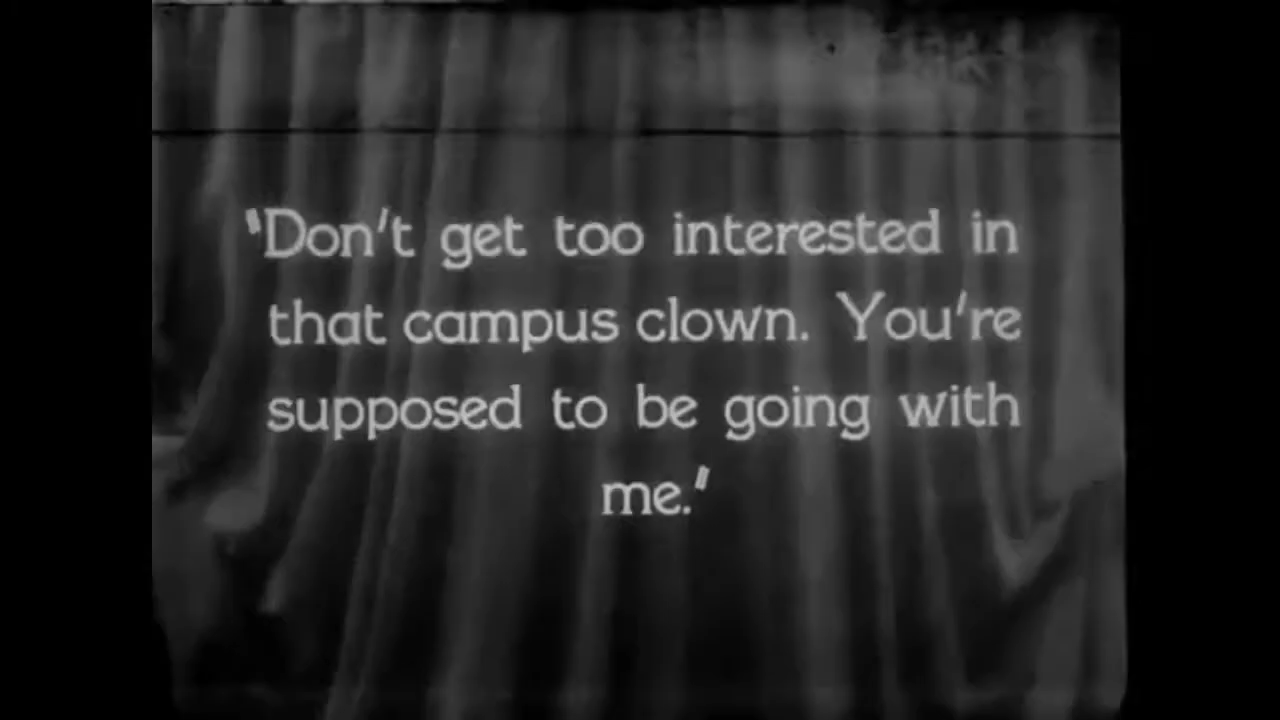 "Don't get too interested in
that campus clown. You're
supposed to be going with
me."